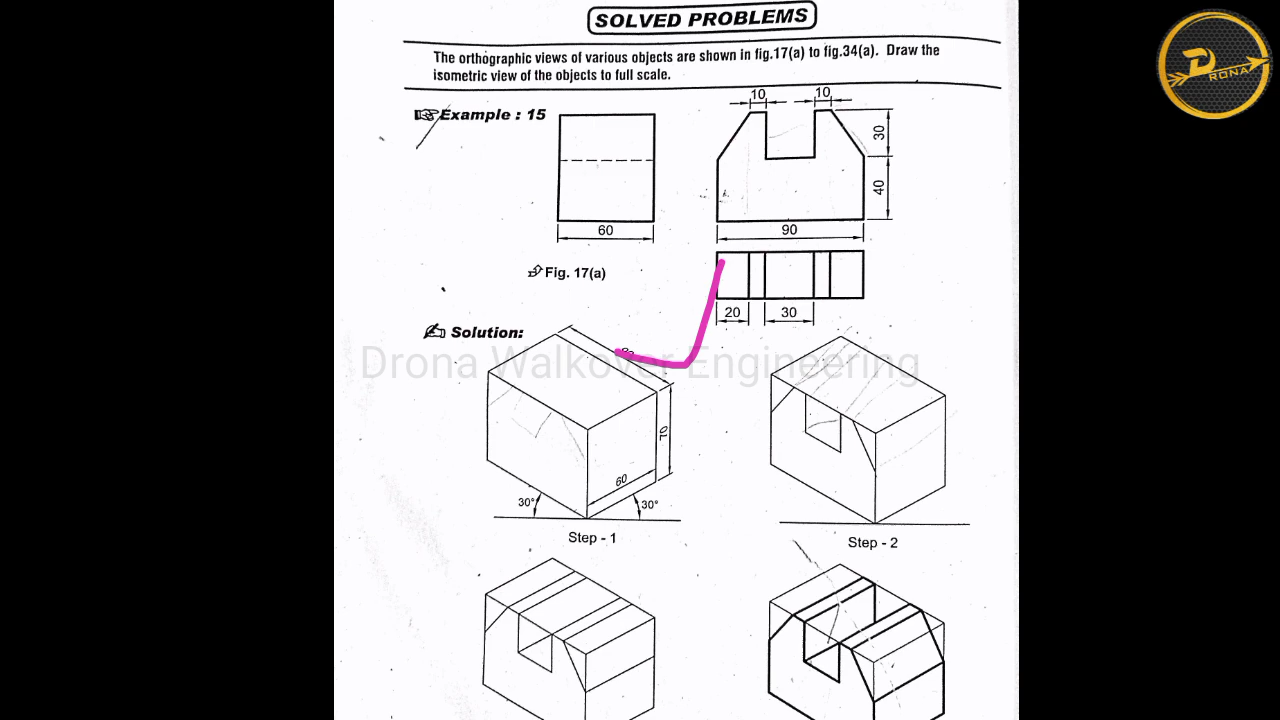 SOLVED PROBLEMS
The orthographic views of various objects are shown in fig.17(a) to fig.34(a). Draw the
isometric view of the objects to full scale.
DRONA
Example : 15
10
10
30
40
60
90
Fig. 17(a)
20
30
Solution:
Drona Walkover Engineering
70
60
30°
30°
Step - 1
Step - 2